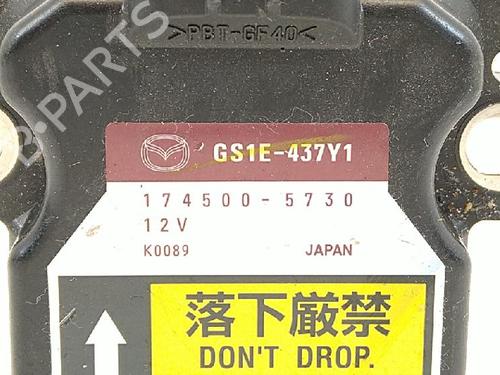 >PBT-GF40<
B-PARTS
GS1E-437Y1
174500-5730
12V
K0089 JAPAN
落下厳禁
DON'T DROP.